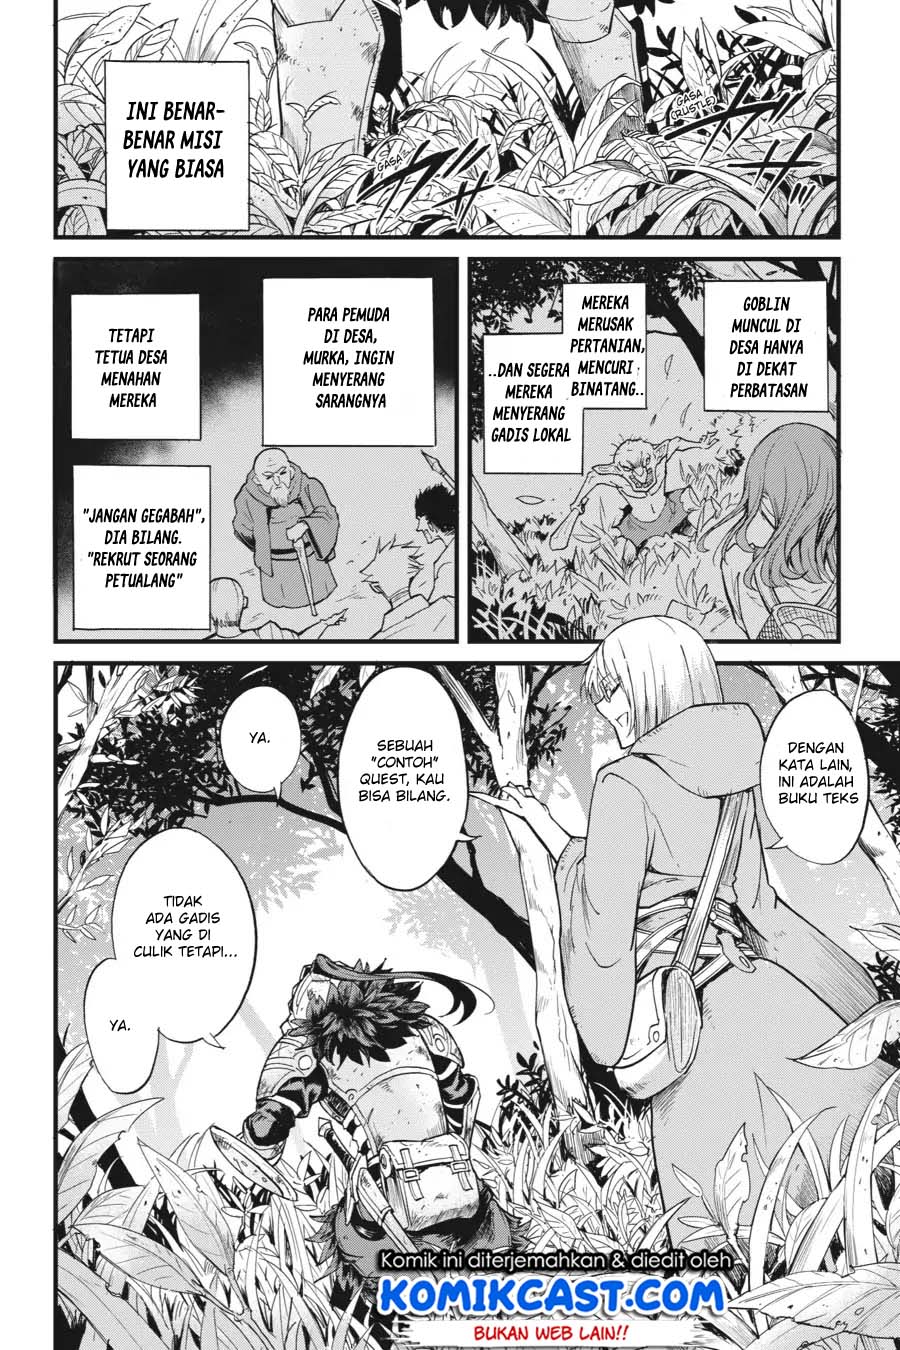 INI BENAR-
BENAR MISI
YANG BIASA
GASA
(RUSTLE)
GASA
ガサ
ガサ
GOBLIN
MUNCUL DI
DESA HANYA
DI DEKAT
PERBATASAN
MEREKA
MERUSAK
PERTANIAN,
MENCURI
BINATANG..
..DAN SEGERA
MEREKA
MENYERANG
GADIS LOKAL
PARA PEMUDA
DI DESA,
MURKA, INGIN
MENYERANG
SARANGNYA
TETAPI
TETUA DESA
MENAHAN
MEREKA
"JANGAN GEGABAH",
DIA BILANG.
"REKRUT SEORANG
PETUALANG"
DENGAN
KATA LAIN,
INI ADALAH
BUKU TEKS
SEBUAH
"CONTOH"
QUEST, KAU
BISA BILANG.
YA.
TIDAK
ADA GADIS
YANG DI
CULIK TETAPI...
YA.
Komik ini diterjemahkan & diedit oleh
KOMIKCAST.COM
BUKAN WEB LAIN!!